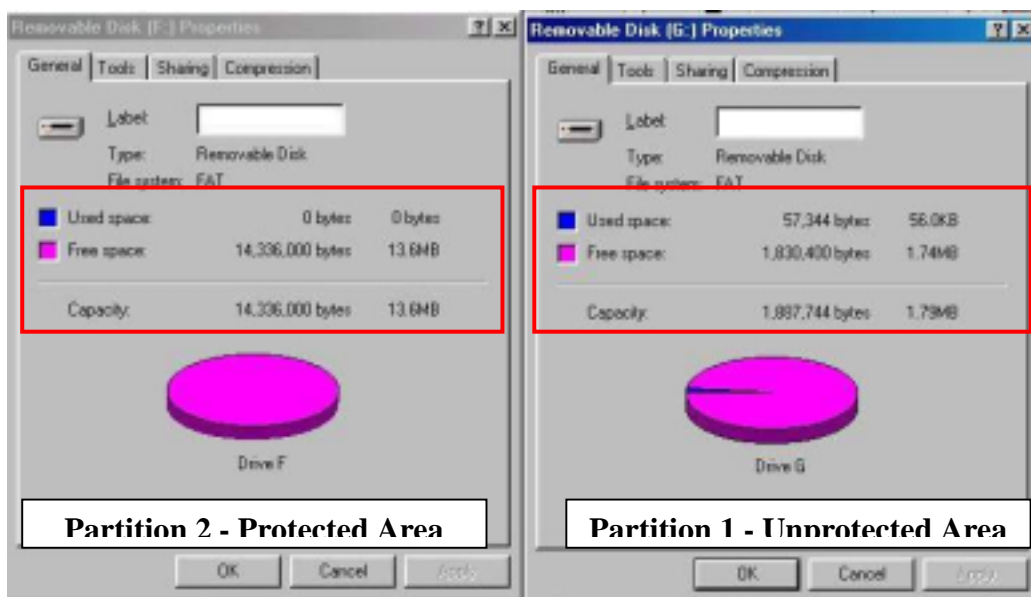 Removable Disk (F:) Properties
General Tools Sharing Compression
Label:
Type: Removable Disk
File system: FAT
Used space: 0 bytes 0 bytes
Free space: 14,336,000 bytes 13.6MB
Capacity: 14,336,000 bytes 13.6MB
Drive F
Partition 2 - Protected Area
OK Cancel Apply
Removable Disk (G:) Properties
General Tools Sharing Compression
Label:
Type: Removable Disk
File system: FAT
Used space: 57,344 bytes 56.0KB
Free space: 1,830,400 bytes 1.74MB
Capacity: 1,887,744 bytes 1.79MB
Drive G
Partition 1 - Unprotected Area
OK Cancel Apply